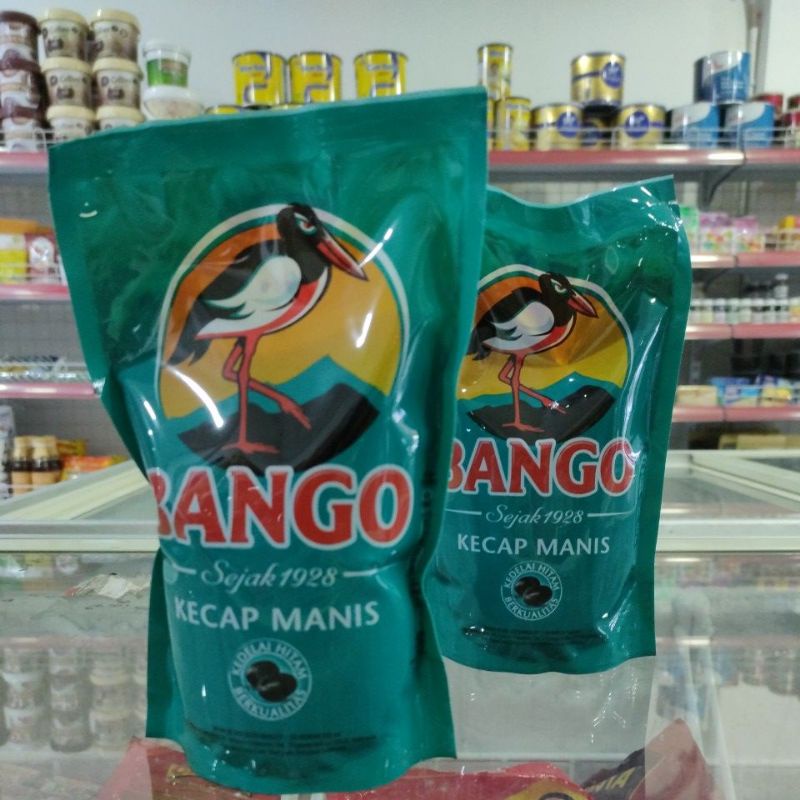 BANGO
Sejak 1928
KECAP MANIS
KEDELAI HITAM
BERKUALITAS
BANGO
Sejak 1928
KECAP MANIS
KEDELAI HITAM
BERKUALITAS